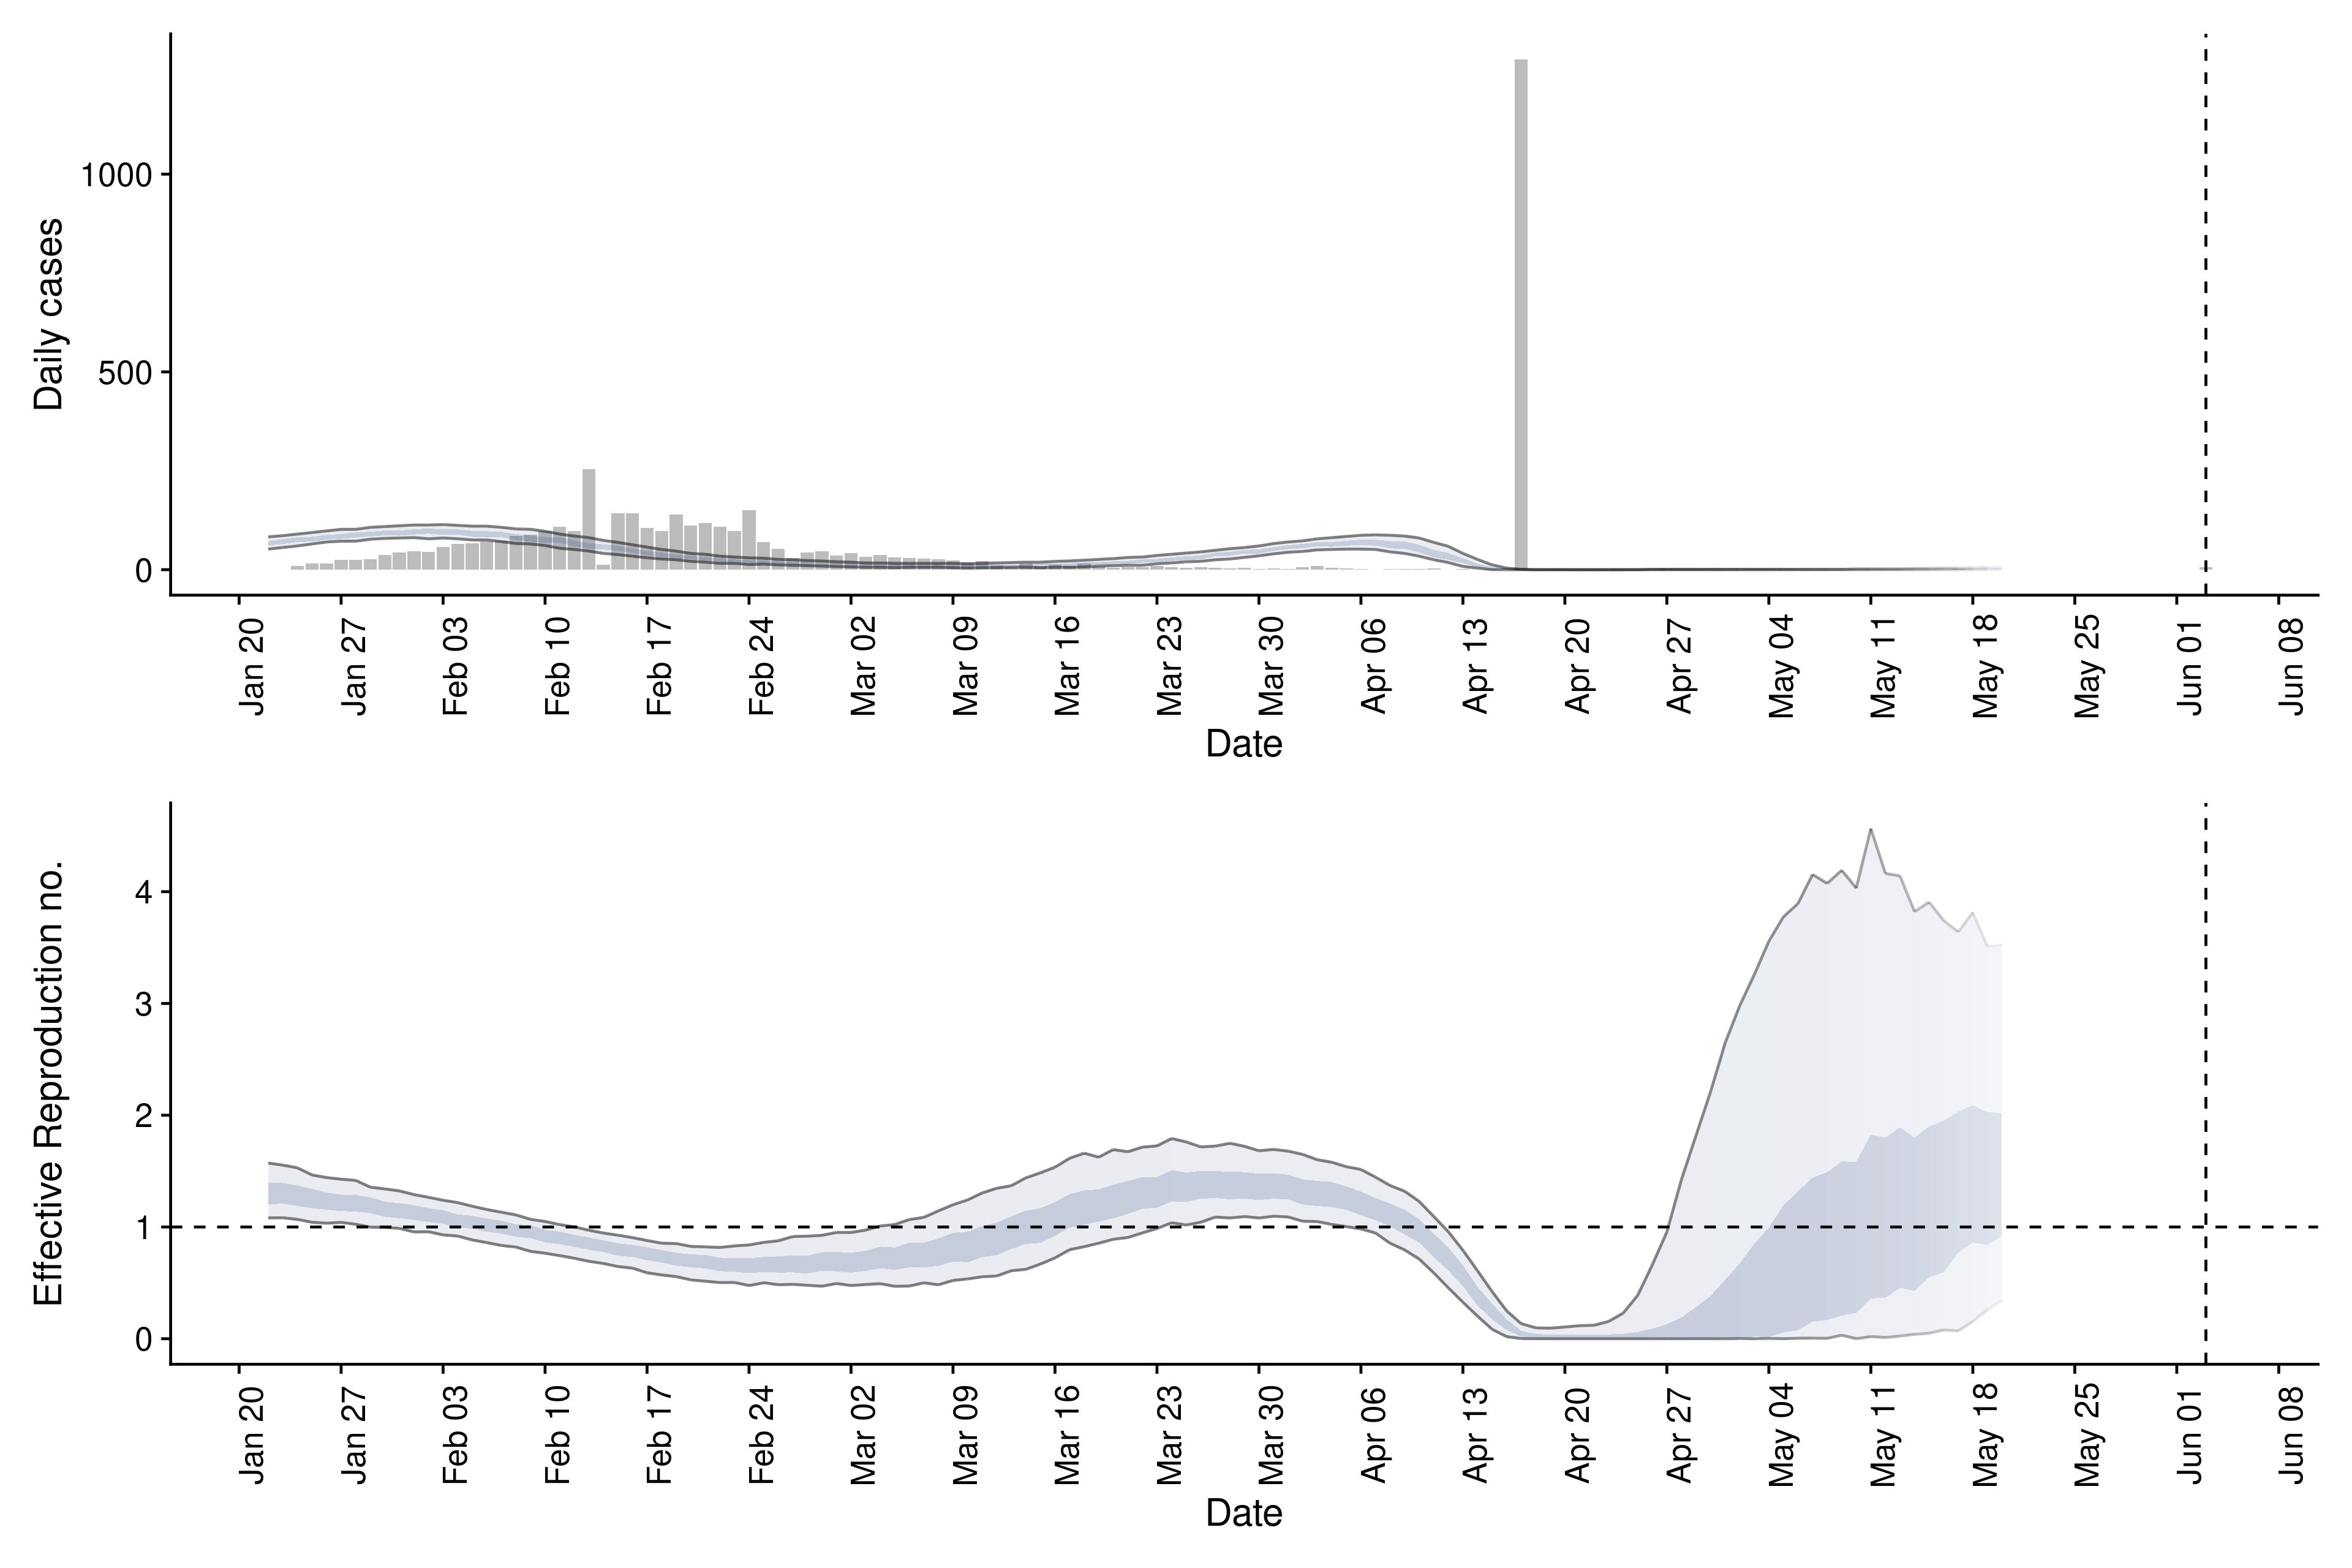 Daily cases
1000
500
0
Jan 20
Jan 27
Feb 03
Feb 10
Feb 17
Feb 24
Mar 02
Mar 09
Mar 16
Mar 23
Mar 30
Apr 06
Apr 13
Apr 20
Apr 27
May 04
May 11
May 18
May 25
Jun 01
Jun 08
Date
Effective Reproduction no.
4
3
2
1
0
Jan 20
Jan 27
Feb 03
Feb 10
Feb 17
Feb 24
Mar 02
Mar 09
Mar 16
Mar 23
Mar 30
Apr 06
Apr 13
Apr 20
Apr 27
May 04
May 11
May 18
May 25
Jun 01
Jun 08
Date